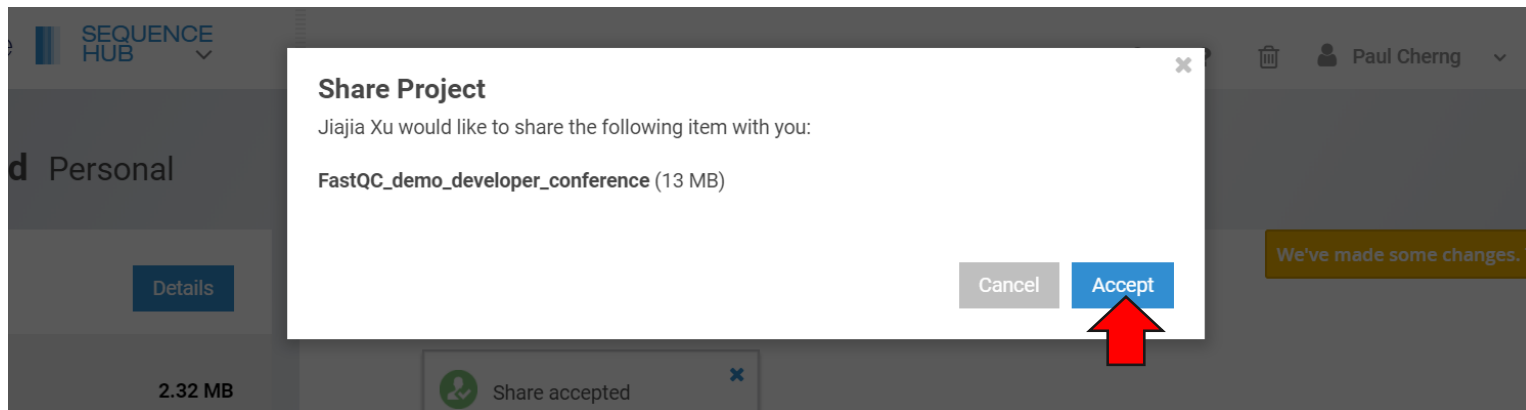 SEQUENCE
HUB
Paul Cherng
Share Project
Jiajia Xu would like to share the following item with you:
d Personal
FastQC_demo_developer_conference (13 MB)
We've made some changes.
Details
Cancel
Accept
2.32 MB
Share accepted